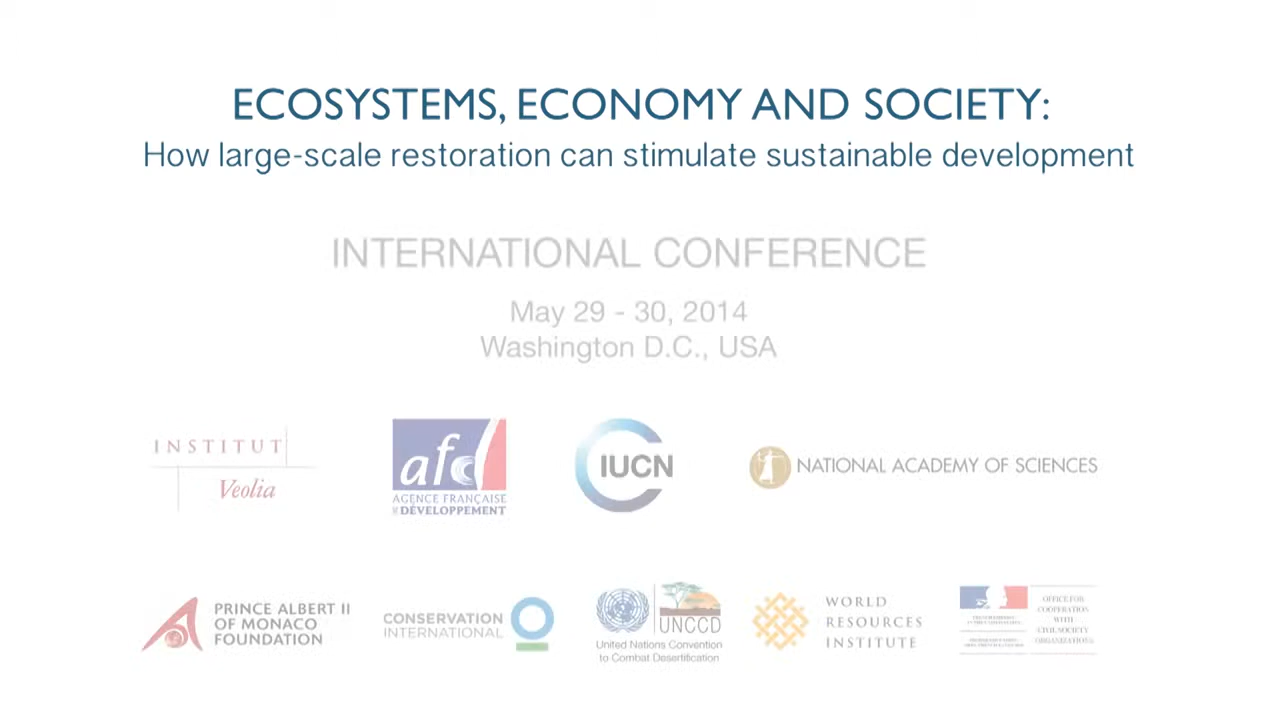 ECOSYSTEMS, ECONOMY AND SOCIETY:
How large-scale restoration can stimulate sustainable development
INTERNATIONAL CONFERENCE
May 29 - 30, 2014
Washington D.C., USA
INSTITUT
Veolia
afd
AGENCE FRANÇAISE
DE DÉVELOPPEMENT
IUCN
NATIONAL ACADEMY OF SCIENCES
PRINCE ALBERT II
OF MONACO
FOUNDATION
CONSERVATION
INTERNATIONAL
UNCCD
United Nations Convention
to Combat Desertification
WORLD
RESOURCES
INSTITUTE
OFFICE FOR
COOPERATION
WITH
CIVIL SOCIETY
ORGANIZATIONS